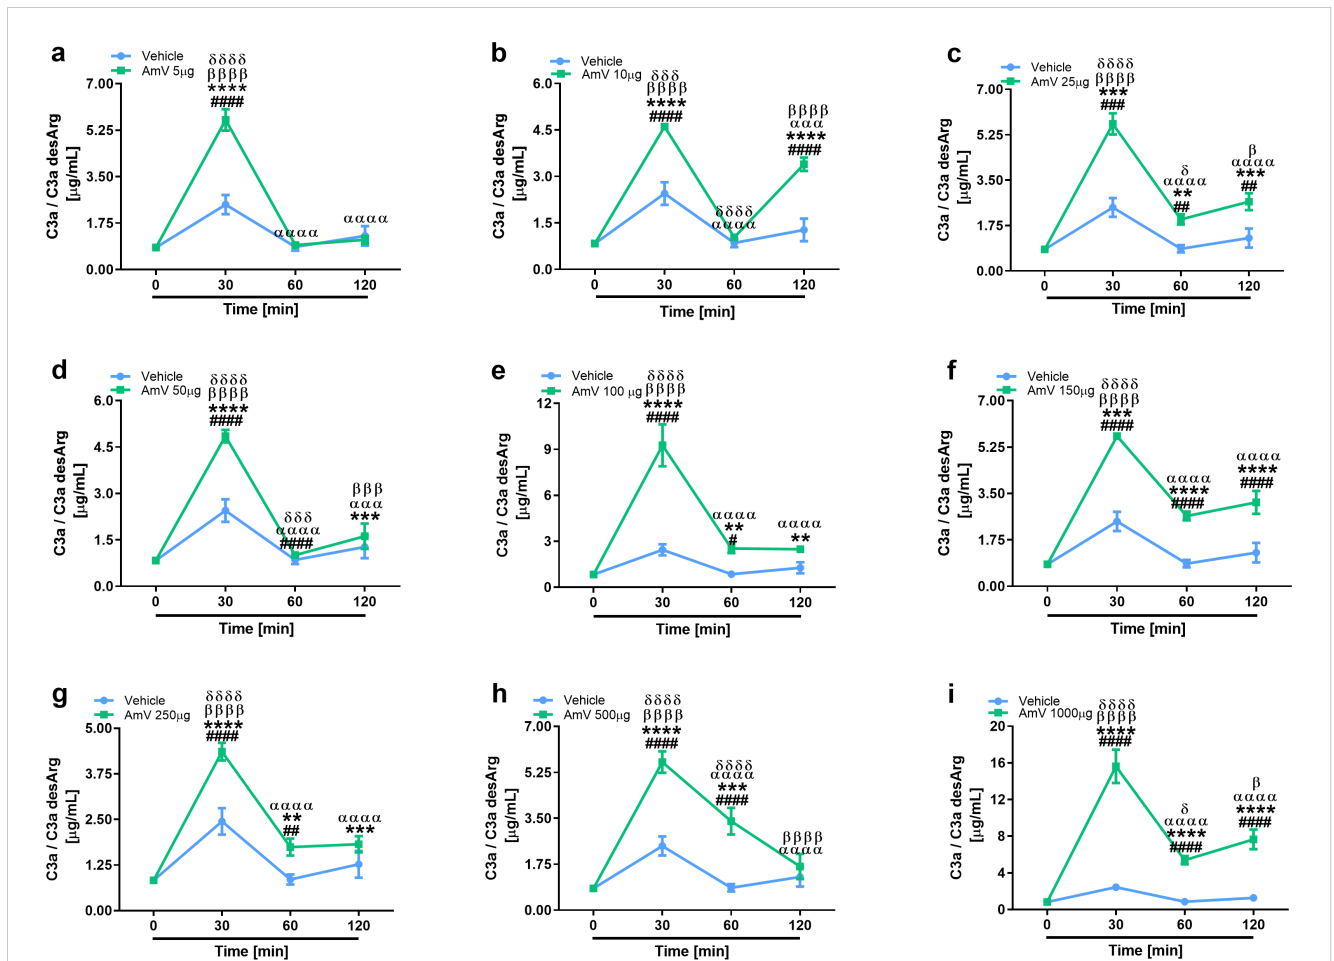 a
Vehicle
AmV 5µg
δδδδ
ββββ
****
####
αααα
αααα
7.00
5.25
3.50
1.75
0.00
C3a / C3a desArg
[µg/mL]
0 30 60 120
Time [min]
b
Vehicle
AmV 10µg
δδδ
ββββ
****
####
δδδδ
αααα
ββββ
ααα
****
####
6.0
4.5
3.0
1.5
0.0
C3a / C3a desArg
[µg/mL]
0 30 60 120
Time [min]
c
Vehicle
AmV 25µg
δδδδ
ββββ
***
###
δ
αααα
**
##
β
αααα
***
##
7.00
5.25
3.50
1.75
0.00
C3a / C3a desArg
[µg/mL]
0 30 60 120
Time [min]
d
Vehicle
AmV 50µg
δδδδ
ββββ
****
####
δδδ
αααα
####
βββ
ααα
***
6.0
4.5
3.0
1.5
0.0
C3a / C3a desArg
[µg/mL]
0 30 60 120
Time [min]
e
Vehicle
AmV 100 µg
δδδδ
ββββ
****
####
αααα
**
#
αααα
**
12
9
6
3
0
C3a / C3a desArg
[µg/mL]
0 30 60 120
Time [min]
f
Vehicle
AmV 150µg
δδδδ
ββββ
***
####
αααα
****
####
αααα
****
####
7.00
5.25
3.50
1.75
0.00
C3a / C3a desArg
[µg/mL]
0 30 60 120
Time [min]
g
Vehicle
AmV 250µg
δδδδ
ββββ
****
####
αααα
**
##
αααα
***
5.00
3.75
2.50
1.25
0.00
C3a / C3a desArg
[µg/mL]
0 30 60 120
Time [min]
h
Vehicle
AmV 500µg
δδδδ
ββββ
****
####
δδδδ
αααα
***
####
ββββ
αααα
7.00
5.25
3.50
1.75
0.00
C3a / C3a desArg
[µg/mL]
0 30 60 120
Time [min]
i
Vehicle
AmV 1000µg
δδδδ
ββββ
****
####
δ
αααα
****
####
β
αααα
****
####
20
16
12
8
4
0
C3a / C3a desArg
[µg/mL]
0 30 60 120
Time [min]